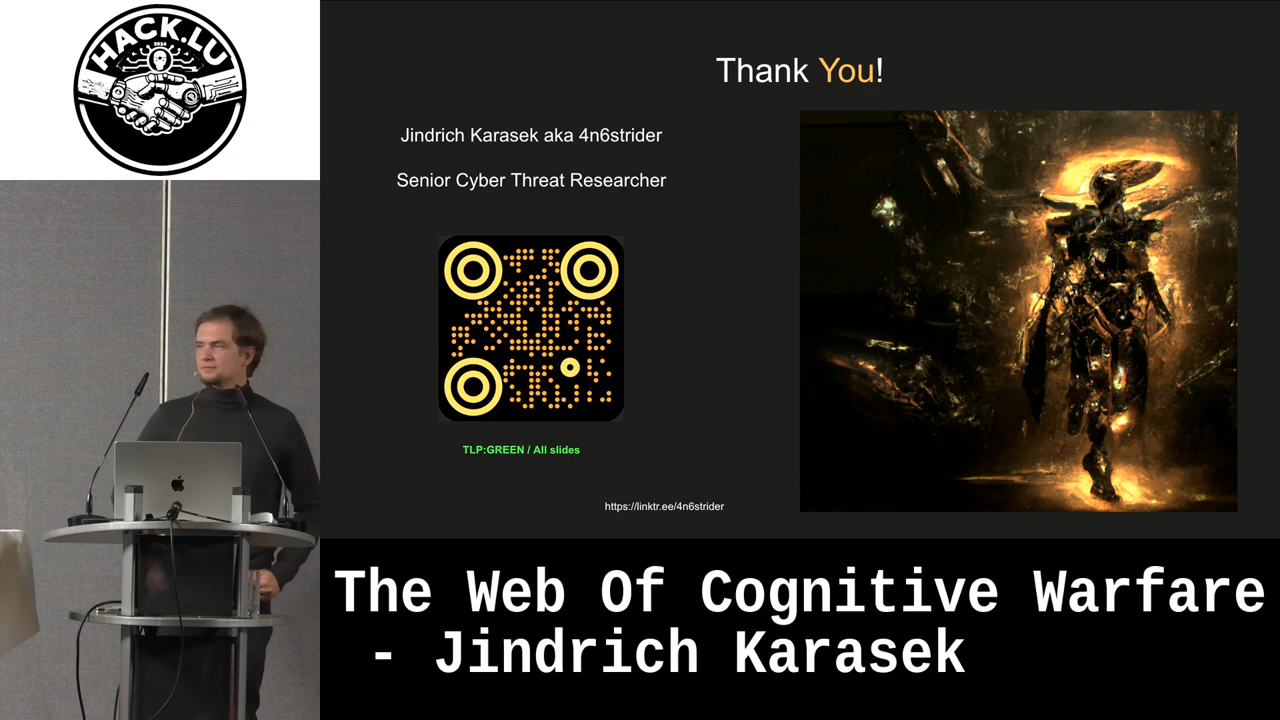 HACK.LU
2024
Thank You!
Jindrich Karasek aka 4n6strider
Senior Cyber Threat Researcher
TLP:GREEN / All slides
https://linktr.ee/4n6strider
The Web Of Cognitive Warfare
- Jindrich Karasek